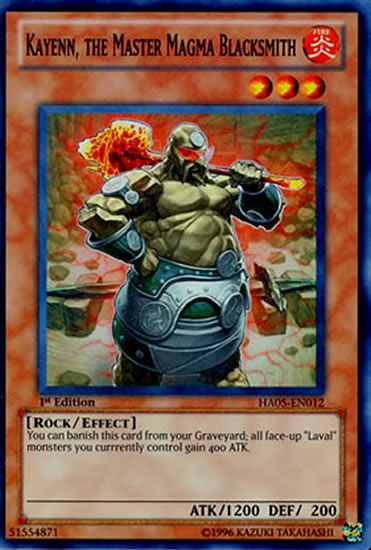 KAYENN, THE MASTER MAGMA BLACKSMITH
FIRE
炎
1st Edition
HA05-EN012
[ROCK/EFFECT]
You can banish this card from your Graveyard; all face-up "Laval"
monsters you currrently control gain 400 ATK.
ATK/1200 DEF/ 200
51554871
©1996 KAZUKI TAKAHASHI